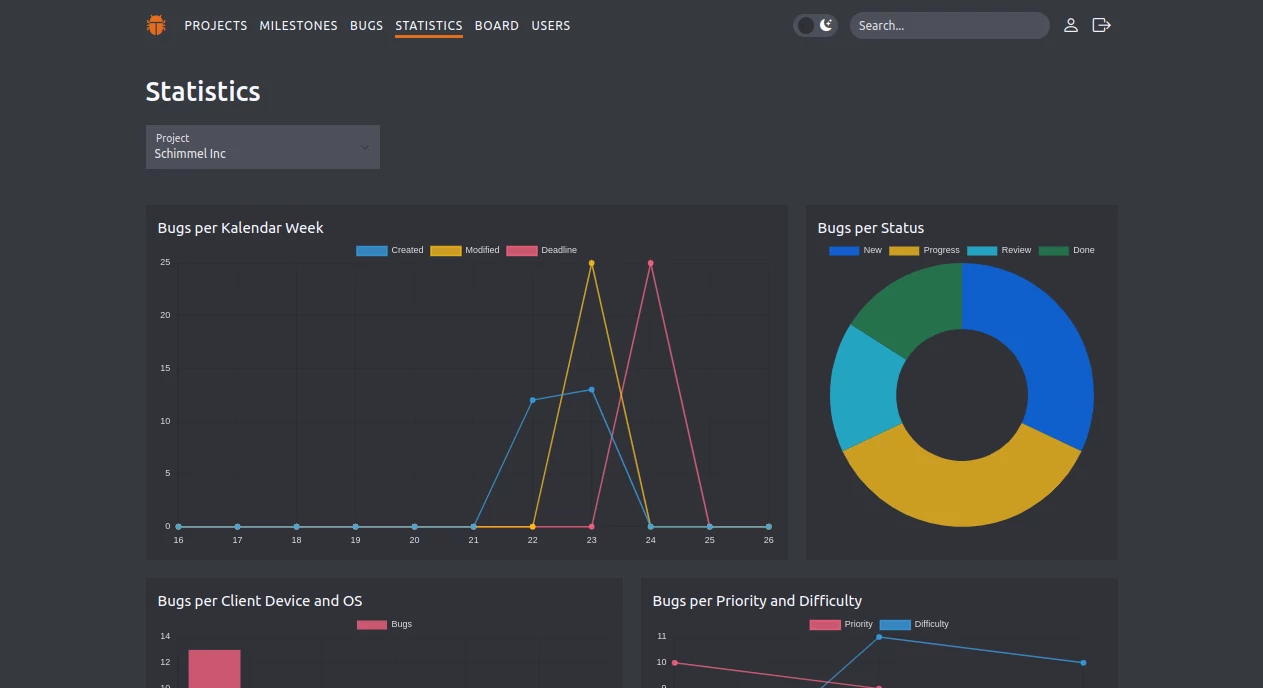 PROJECTS MILESTONES BUGS STATISTICS BOARD USERS Search...
Statistics
Project
Schimmel Inc
Bugs per Kalendar Week
Created Modified Deadline
25
20
15
10
5
0
16 17 18 19 20 21 22 23 24 25 26
Bugs per Status
New Progress Review Done
Bugs per Client Device and OS
Bugs
14
12
10
Bugs per Priority and Difficulty
Priority Difficulty
11
10
9